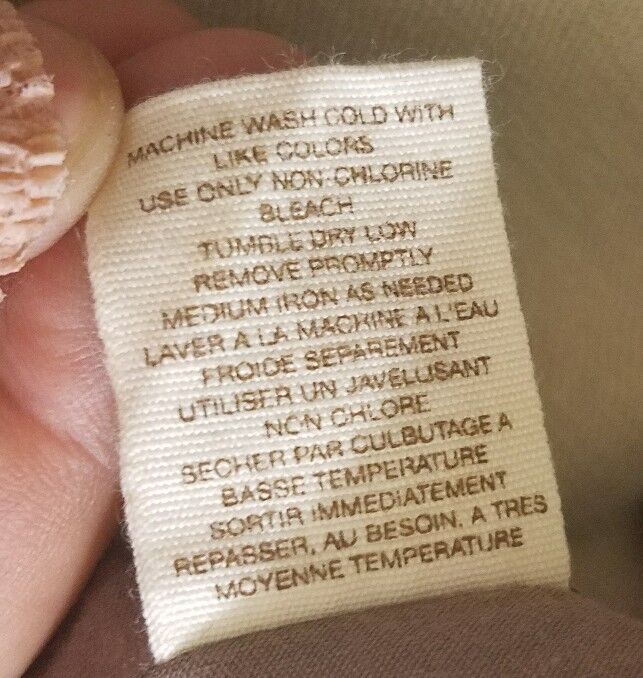 MACHINE WASH COLD WITH
LIKE COLORS
USE ONLY NON-CHLORINE
BLEACH
TUMBLE DRY LOW
REMOVE PROMPTLY
MEDIUM IRON AS NEEDED
LAVER A LA MACHINE A L'EAU
FROIDE SEPAREMENT
UTILISER UN JAVELUSANT
NON CHLORE
SECHER PAR CULBUTAGE A
BASSE TEMPERATURE
SORTIR IMMEDIATEMENT
REPASSER, AU BESOIN, A TRES
MOYENNE TEMPERATURE